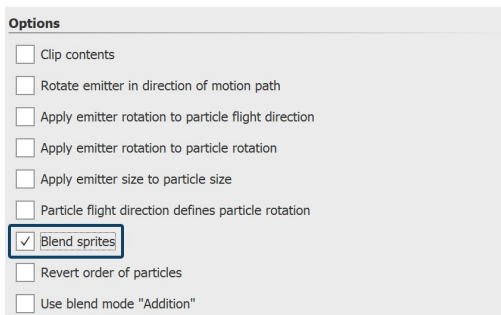 Options
Clip contents
Rotate emitter in direction of motion path
Apply emitter rotation to particle flight direction
Apply emitter rotation to particle rotation
Apply emitter size to particle size
Particle flight direction defines particle rotation
Blend sprites
Revert order of particles
Use blend mode "Addition"